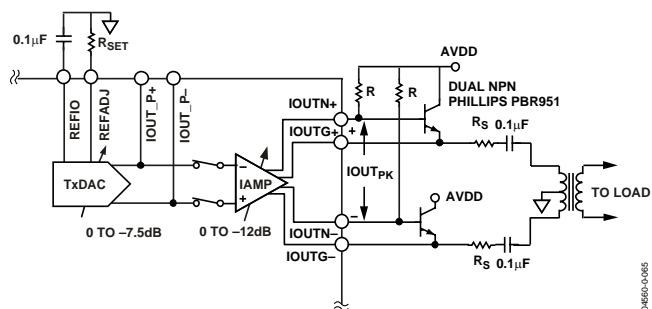 0.1µF
RSET
REFIO
REFADJ
IOUT_P+
IOUT_P–
TxDAC
0 TO –7.5dB
–
+
IAMP
0 TO –12dB
IOUTN+
IOUTG+
IOUTN–
IOUTG–
R
R
AVDD
DUAL NPN
PHILLIPS PBR951
+
IOUTPK
–
AVDD
RS
0.1µF
RS
0.1µF
TO LOAD
04560-0-065